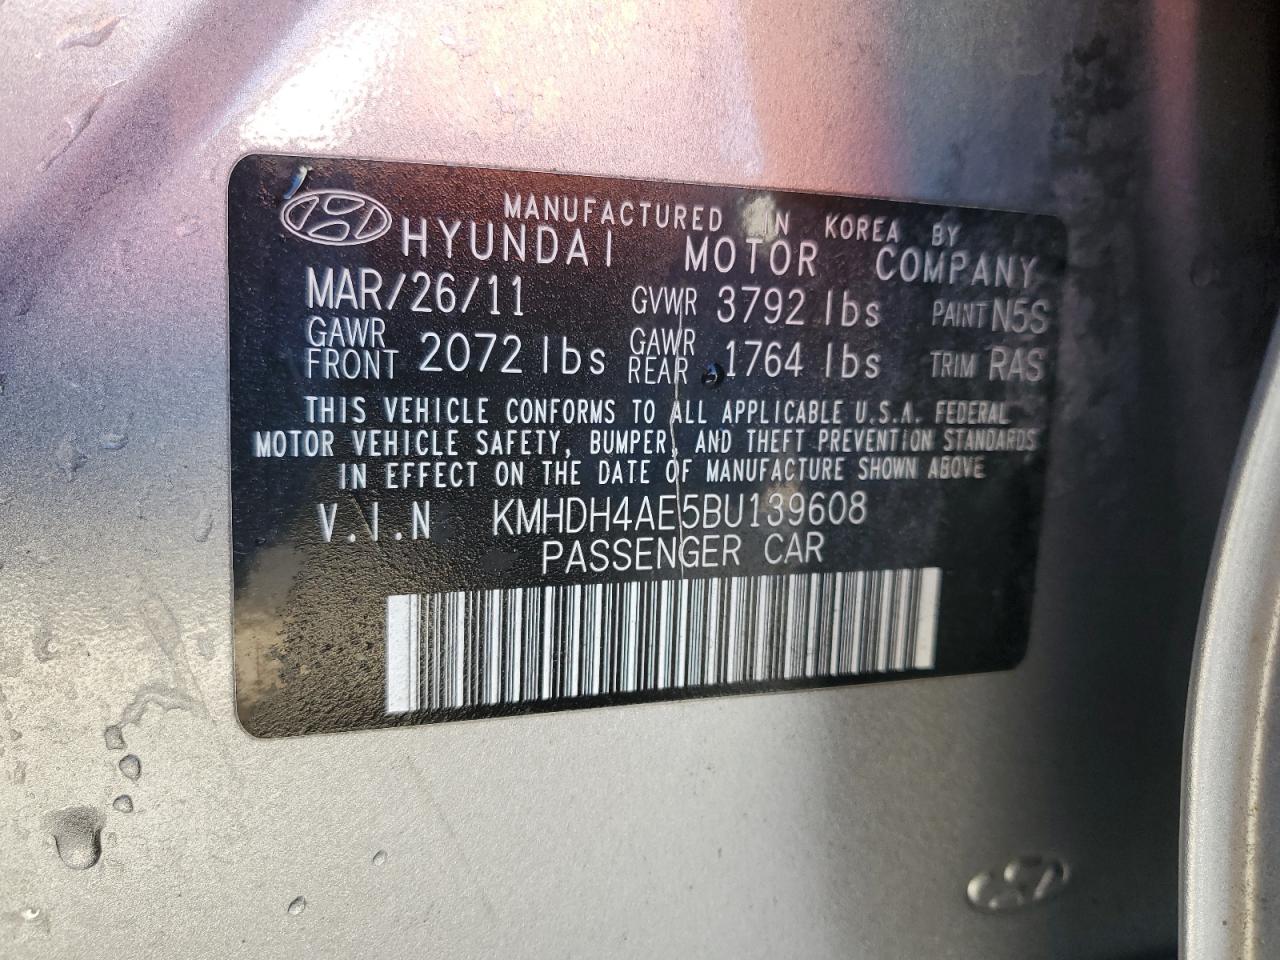 MANUFACTURED IN KOREA BY
HYUNDAI MOTOR COMPANY
MAR/26/11 GVWR 3792 lbs PAINT N5S
GAWR FRONT 2072 lbs GAWR REAR 1764 lbs TRIM RAS
THIS VEHICLE CONFORMS TO ALL APPLICABLE U.S.A. FEDERAL
MOTOR VEHICLE SAFETY, BUMPER, AND THEFT PREVENTION STANDARDS
IN EFFECT ON THE DATE OF MANUFACTURE SHOWN ABOVE
V.I.N KMHDH4AE5BU139608
PASSENGER CAR